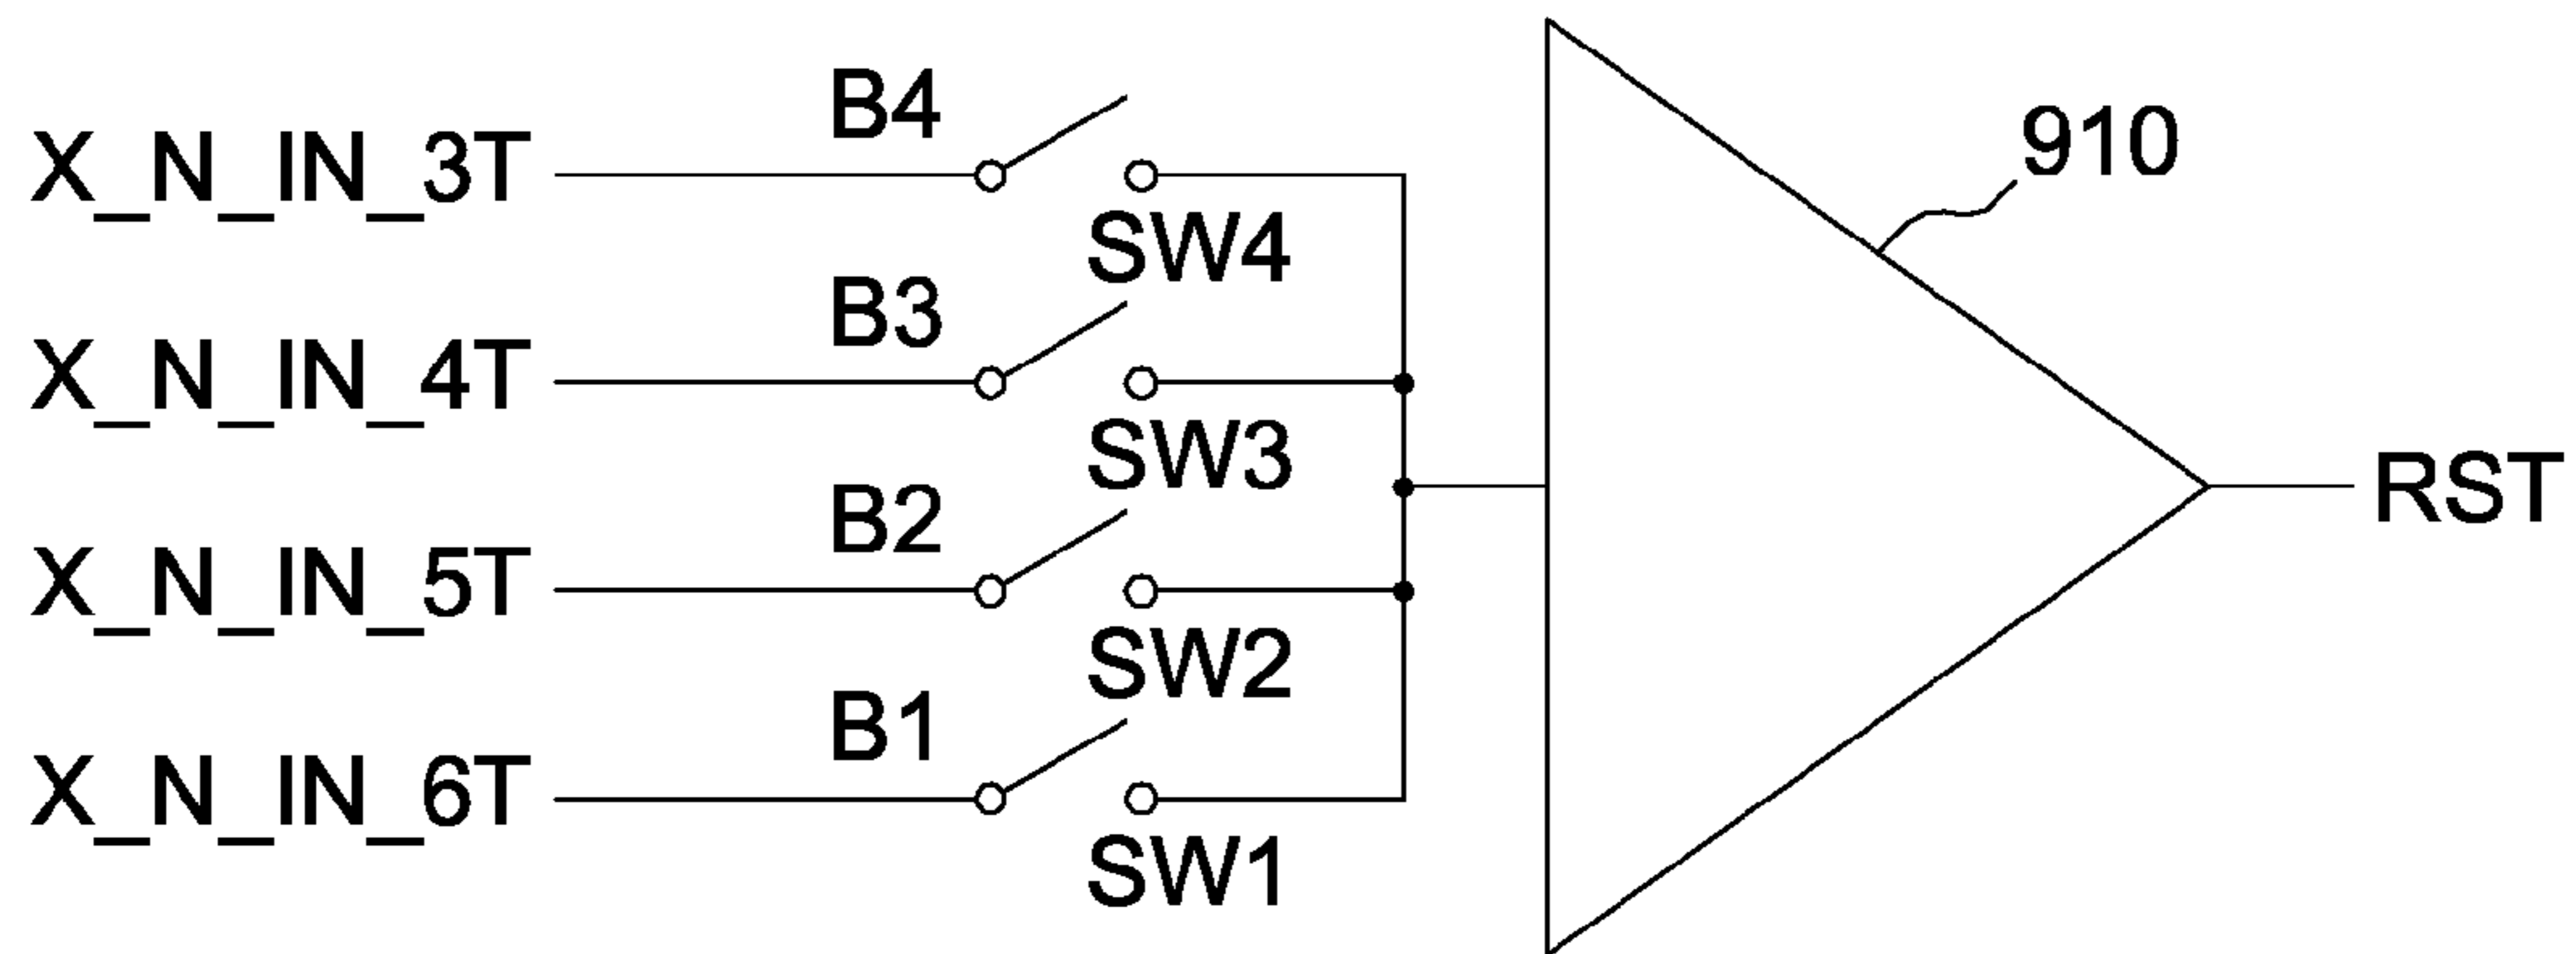 B4
X_N_IN_3T
910
SW4
B3
X_N_IN_4T
SW3
RST
B2
X_N_IN_5T
SW2
B1
X_N_IN_6T
SW1